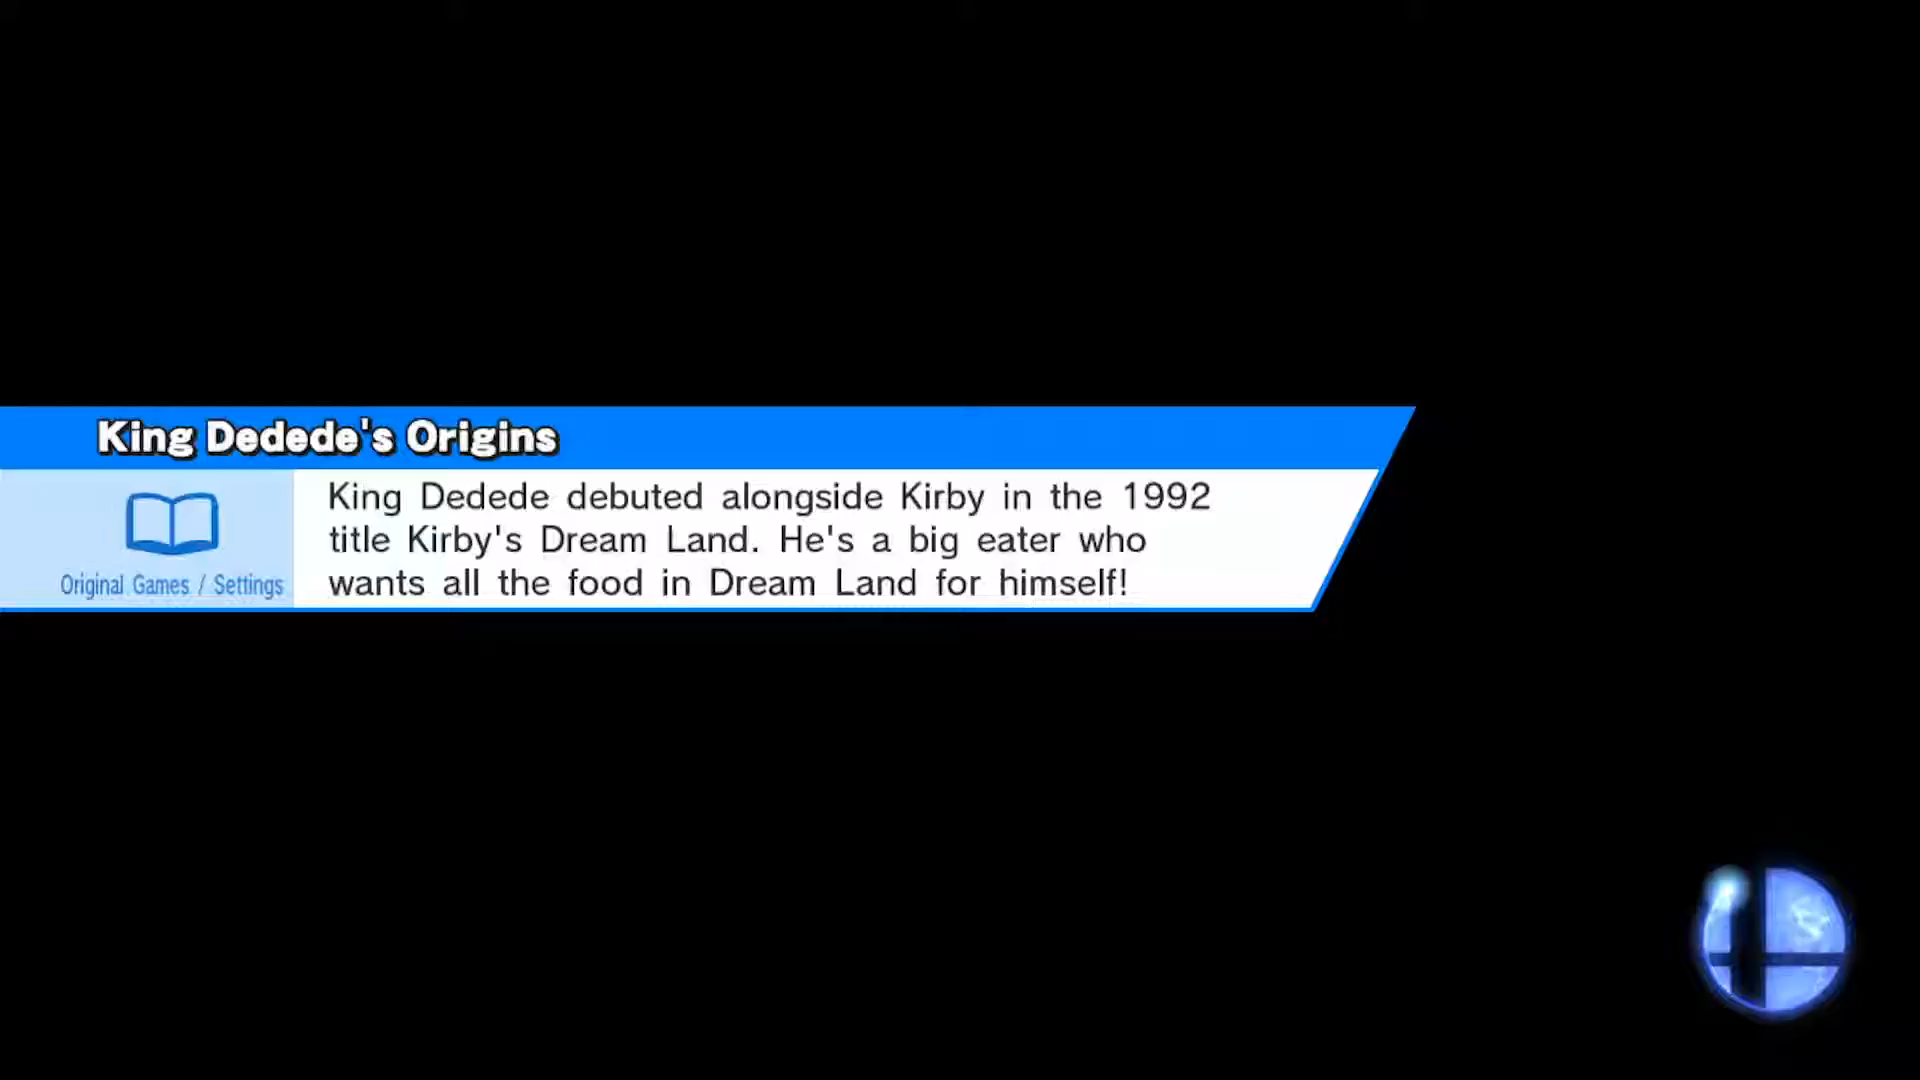 King Dedede's Origins
Original Games / Settings
King Dedede debuted alongside Kirby in the 1992
title Kirby's Dream Land. He's a big eater who
wants all the food in Dream Land for himself!